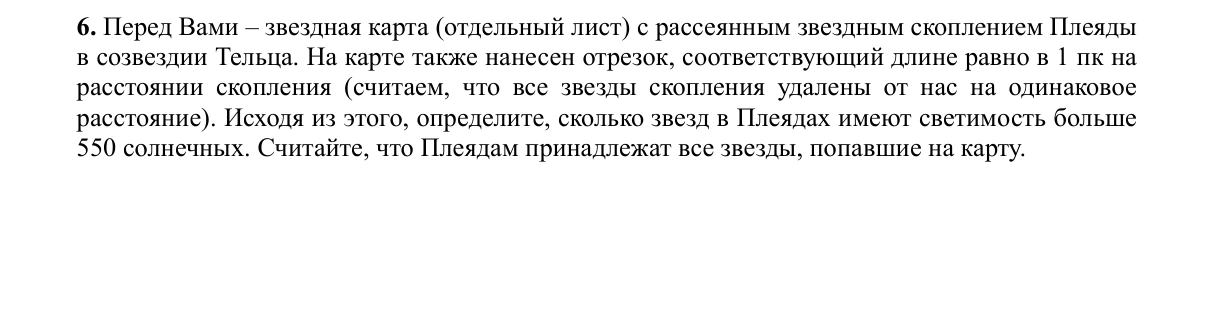 6. Перед Вами – звездная карта (отдельный лист) с рассеянным звездным скоплением Плеяды
в созвездии Тельца. На карте также нанесен отрезок, соответствующий длине равно в 1 пк на
расстоянии скопления (считаем, что все звезды скопления удалены от нас на одинаковое
расстояние). Исходя из этого, определите, сколько звезд в Плеядах имеют светимость больше
550 солнечных. Считайте, что Плеядам принадлежат все звезды, попавшие на карту.